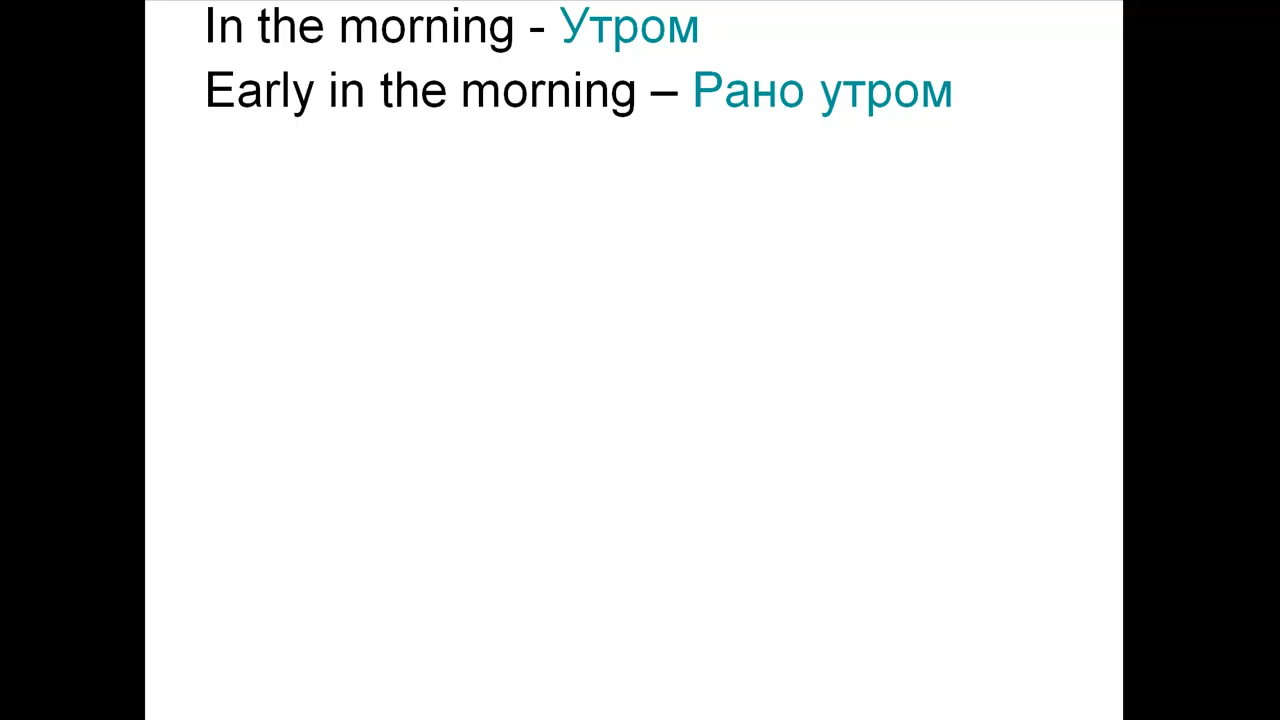 In the morning - Утром
Early in the morning – Рано утром